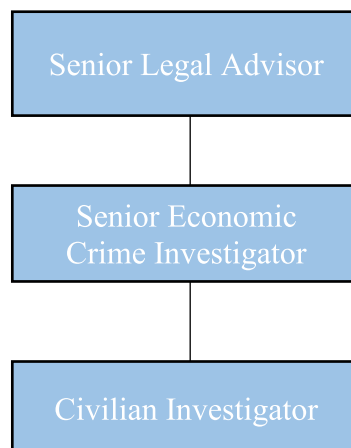 Senior Legal Advisor
Senior Economic
Crime Investigator
Civilian Investigator